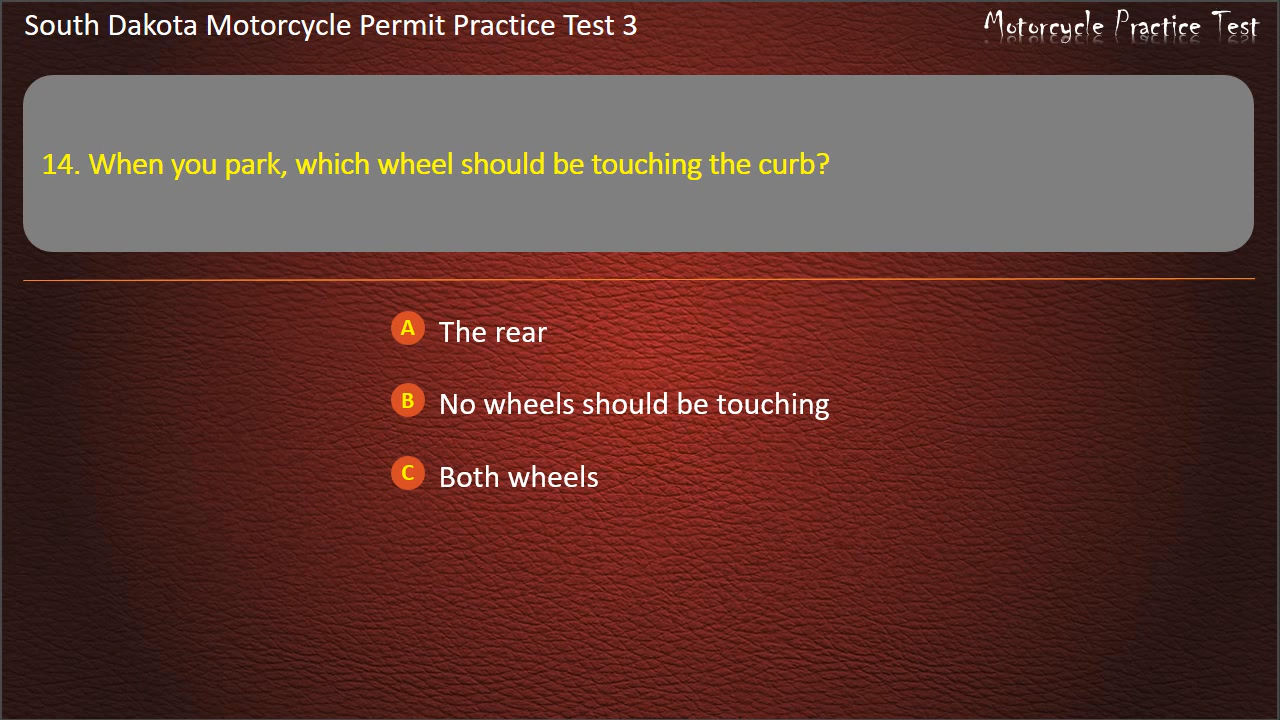 South Dakota Motorcycle Permit Practice Test 3
Motorcycle Practice Test
14. When you park, which wheel should be touching the curb?
A The rear
B No wheels should be touching
C Both wheels